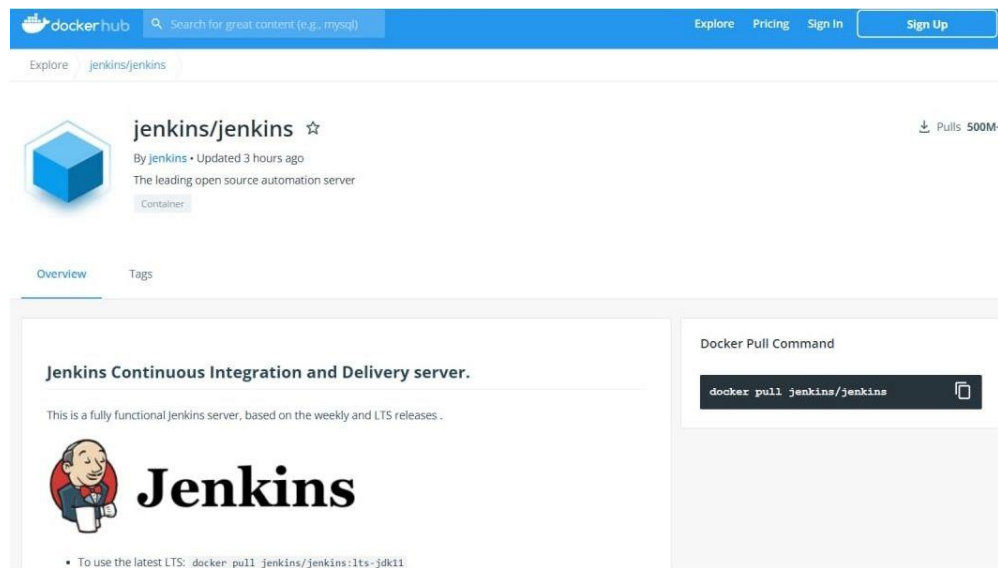 dockerhub Search for great content (e.g., mysql) Explore Pricing Sign In Sign Up
Explore jenkins/jenkins
jenkins/jenkins
Pulls 500M+
By jenkins • Updated 3 hours ago
The leading open source automation server
Container
Overview Tags
Docker Pull Command
docker pull jenkins/jenkins
Jenkins Continuous Integration and Delivery server.
This is a fully functional Jenkins server, based on the weekly and LTS releases .
Jenkins
• To use the latest LTS: docker pull jenkins/jenkins:lts-jdk11